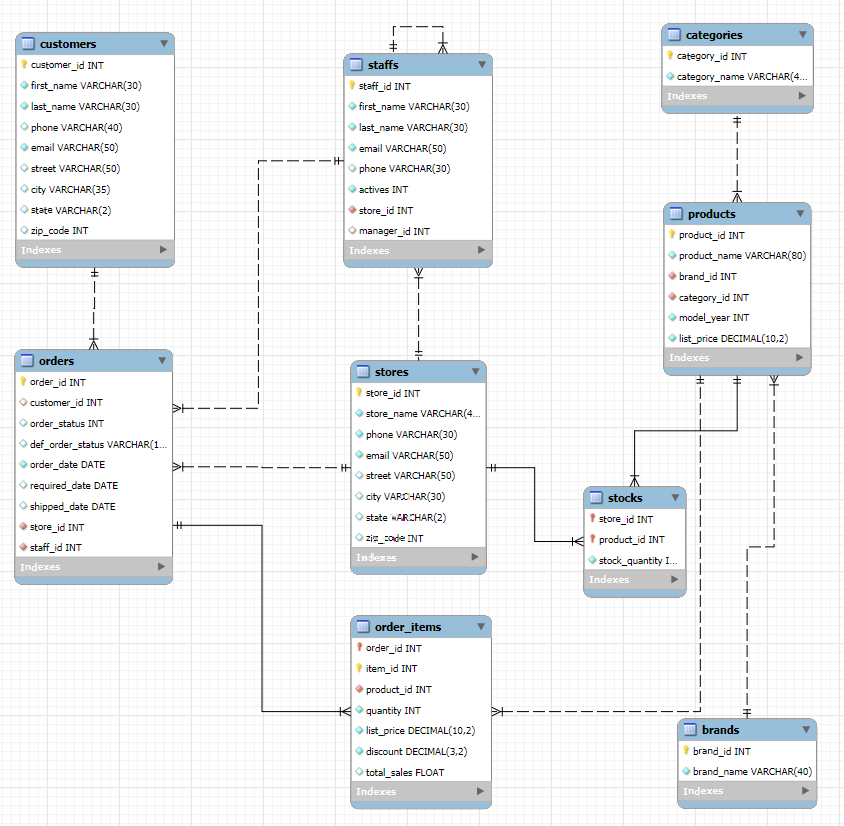 customers
customer_id INT
first_name VARCHAR(30)
last_name VARCHAR(30)
phone VARCHAR(40)
email VARCHAR(50)
street VARCHAR(50)
city VARCHAR(35)
state VARCHAR(2)
zip_code INT
Indexes
staffs
staff_id INT
first_name VARCHAR(30)
last_name VARCHAR(30)
email VARCHAR(50)
phone VARCHAR(30)
actives INT
store_id INT
manager_id INT
Indexes
categories
category_id INT
category_name VARCHAR(4...
Indexes
products
product_id INT
product_name VARCHAR(80)
brand_id INT
category_id INT
model_year INT
list_price DECIMAL(10,2)
Indexes
orders
order_id INT
customer_id INT
order_status INT
def_order_status VARCHAR(1...
order_date DATE
required_date DATE
shipped_date DATE
store_id INT
staff_id INT
Indexes
stores
store_id INT
store_name VARCHAR(4...
phone VARCHAR(30)
email VARCHAR(50)
street VARCHAR(50)
city VARCHAR(30)
state VARCHAR(2)
zip_code INT
Indexes
stocks
store_id INT
product_id INT
stock_quantity I...
Indexes
order_items
order_id INT
item_id INT
product_id INT
quantity INT
list_price DECIMAL(10,2)
discount DECIMAL(3,2)
total_sales FLOAT
Indexes
brands
brand_id INT
brand_name VARCHAR(40)
Indexes